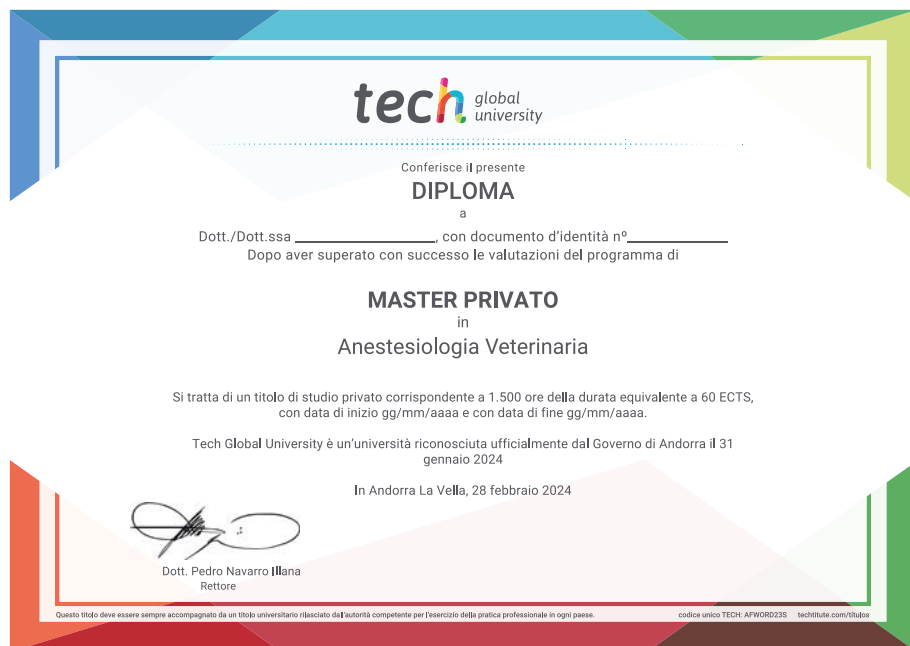 tech global university
Conferisce il presente
DIPLOMA
a
Dott./Dott.ssa ____________________, con documento d'identità nº______________
Dopo aver superato con successo le valutazioni del programma di
MASTER PRIVATO
in
Anestesiologia Veterinaria
Si tratta di un titolo di studio privato corrispondente a 1.500 ore della durata equivalente a 60 ECTS,
con data di inizio gg/mm/aaaa e con data di fine gg/mm/aaaa.
Tech Global University è un'università riconosciuta ufficialmente dal Governo di Andorra il 31
gennaio 2024
In Andorra La Vella, 28 febbraio 2024
Dott. Pedro Navarro Illana
Rettore
Questo titolo deve essere sempre accompagnato da un titolo universitario rilasciato dall'autorità competente per l'esercizio della pratica professionale in ogni paese. codice unico TECH: AFWORD23S techtitute.com/titulos